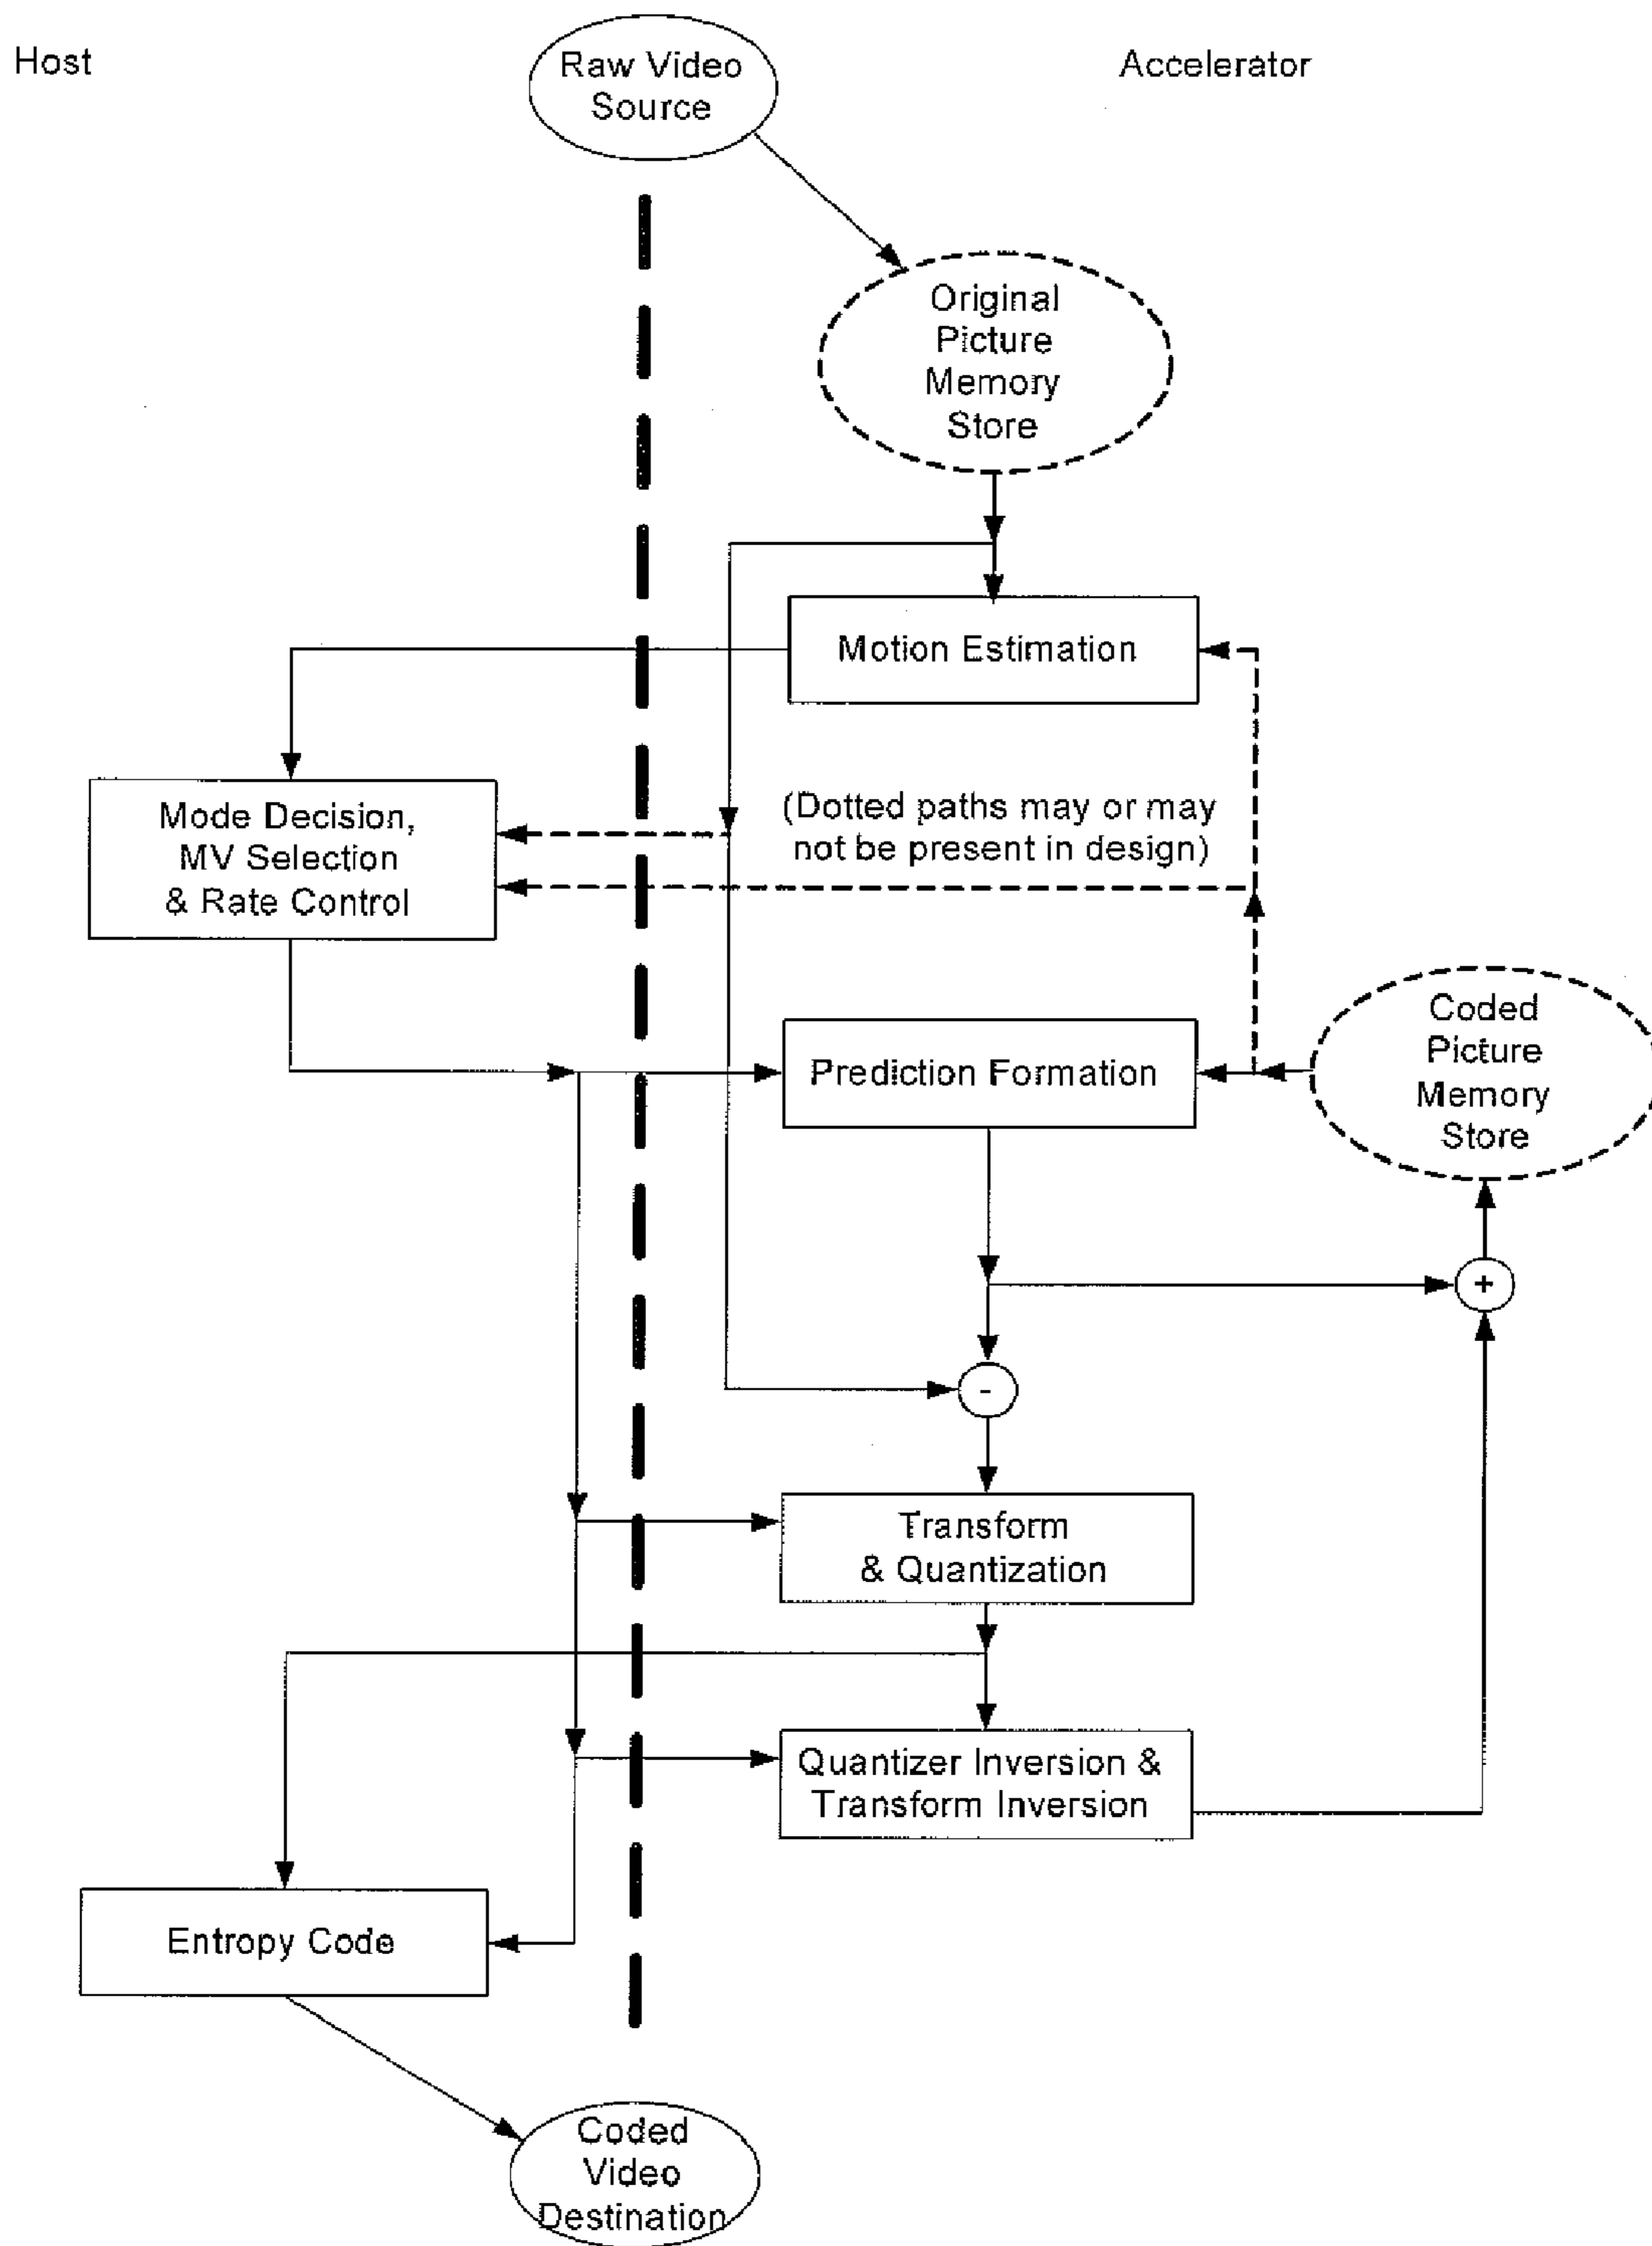 Host
Raw Video
Source
Accelerator
Original
Picture
Memory
Store
Motion Estimation
Mode Decision,
MV Selection
& Rate Control
(Dotted paths may or may
not be present in design)
Prediction Formation
Coded
Picture
Memory
Store
+
-
Transform
& Quantization
Quantizer Inversion &
Transform Inversion
Entropy Code
Coded
Video
Destination